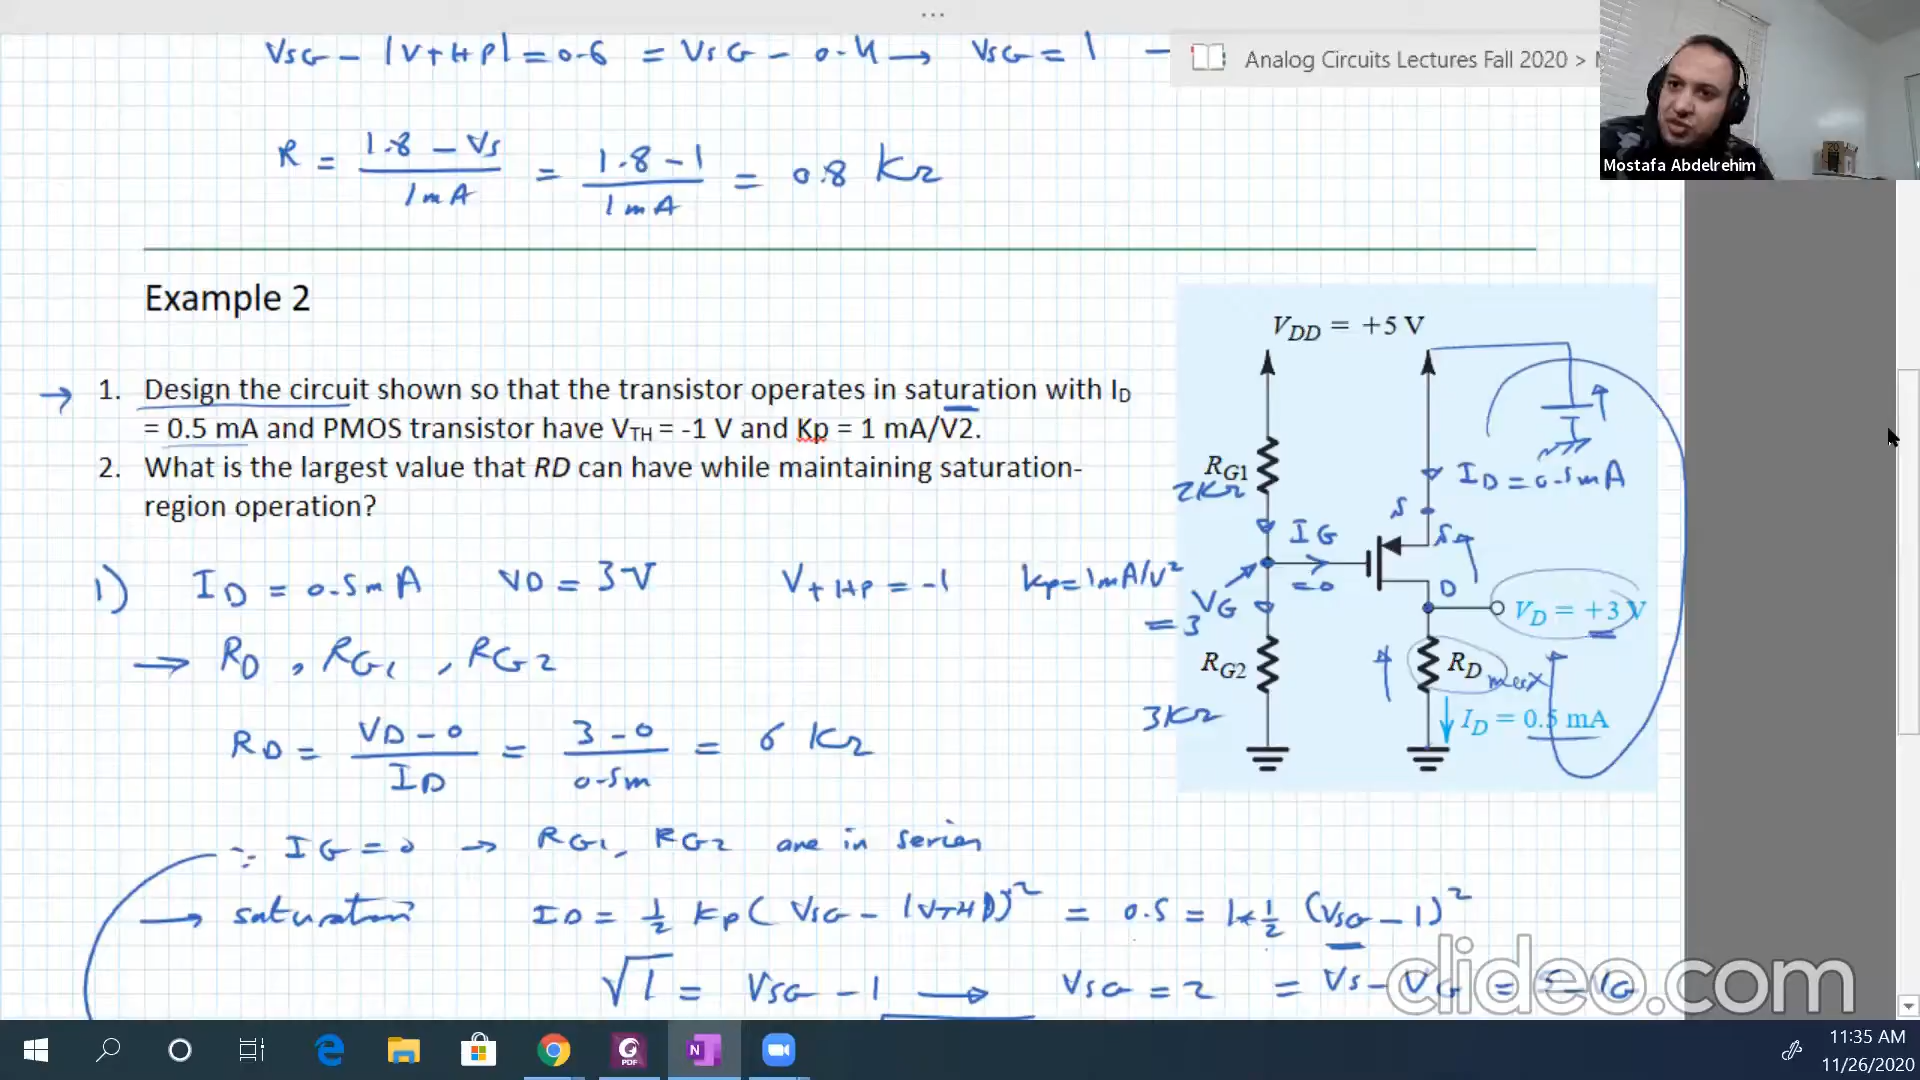 VSG - |VTHP| = 0.6 = VSG - 0.4 → VSG = 1 -
Analog Circuits Lectures Fall 2020 >
Mostafa Abdelrehim
R = 1.8 - VS / 1mA = 1.8 - 1 / 1mA = 0.8 KΩ
Example 2
1. Design the circuit shown so that the transistor operates in saturation with ID
= 0.5 mA and PMOS transistor have VTH = -1 V and Kp = 1 mA/V2.
2. What is the largest value that RD can have while maintaining saturation-
region operation?
VDD = +5 V
RG1
2KΩ
ID = 0.5mA
S
IG
= 0
S
D
VG
= 3
VD = +3 V
RG2
3KΩ
RD max
ID = 0.5 mA
1) ID = 0.5mA VD = 3V VTHP = -1 Kp = 1mA/V²
→ RD, RG1, RG2
RD = VD - 0 / ID = 3 - 0 / 0.5m = 6 KΩ
∵ IG = 0 → RG1, RG2 are in series
→ saturation ID = 1/2 Kp (VSG - |VTHP|)² = 0.5 = 1*1/2 (VSG - 1)²
√1 = VSG - 1 → VSG = 2 = VS - VG = 5 - VG
clideo.com
11:35 AM
11/26/2020